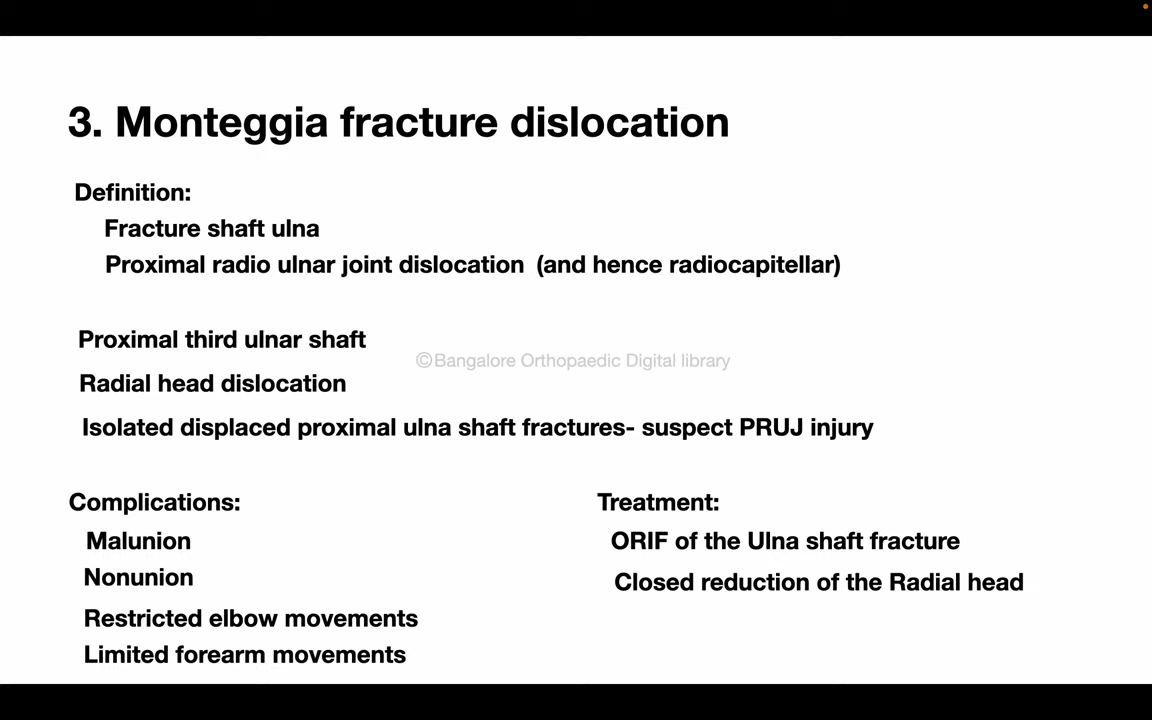 3. Monteggia fracture dislocation
Definition:
Fracture shaft ulna
Proximal radio ulnar joint dislocation (and hence radiocapitellar)
Proximal third ulnar shaft
©Bangalore Orthopaedic Digital library
Radial head dislocation
Isolated displaced proximal ulna shaft fractures- suspect PRUJ injury
Complications:
Malunion
Nonunion
Restricted elbow movements
Limited forearm movements
Treatment:
ORIF of the Ulna shaft fracture
Closed reduction of the Radial head